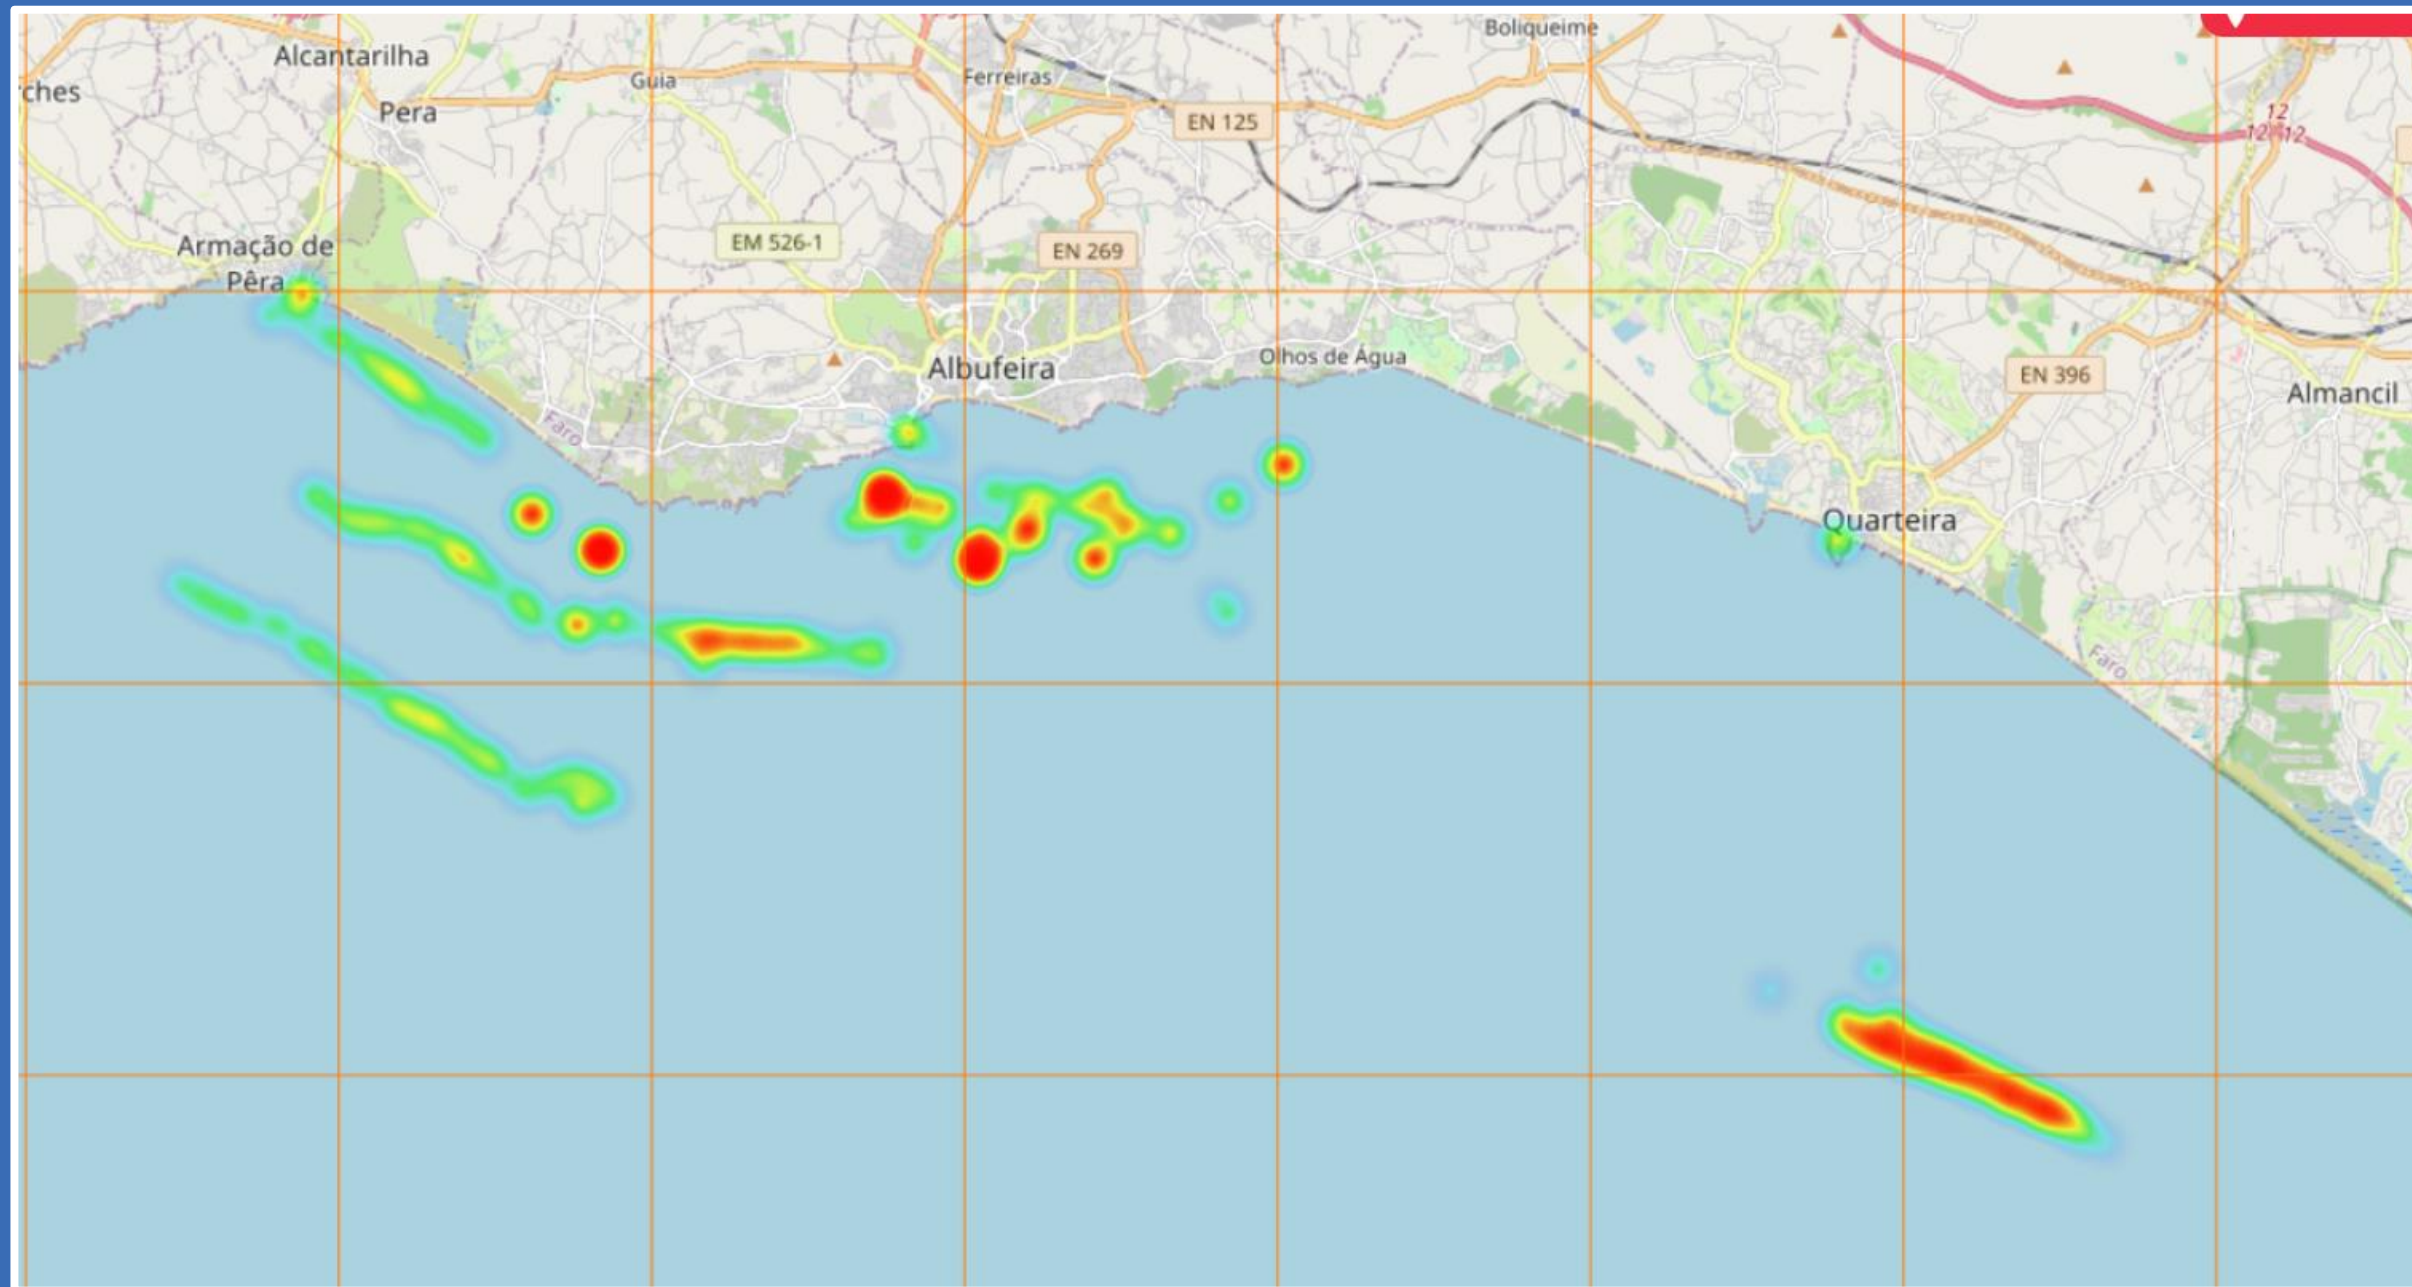 Boliqueime
Alcantarilha
Guia
Ferreiras
ches
Pera
EN 125
12
12
12
Armação de
Pêra
EM 526-1
EN 269
Albufeira
Olhos de Água
EN 396
Almancil
Faro
Quarteira
Faro